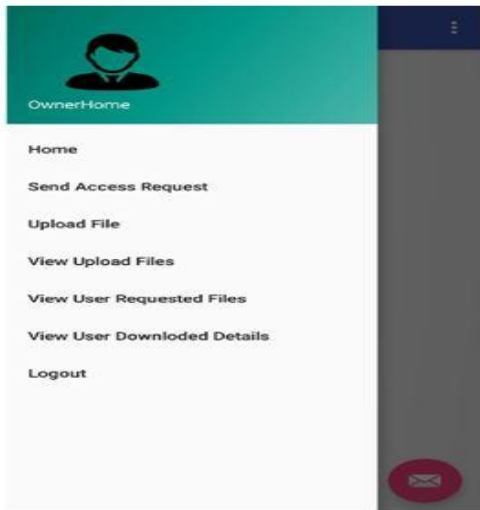 OwnerHome
Home
Send Access Request
Upload File
View Upload Files
View User Requested Files
View User Downloded Details
Logout